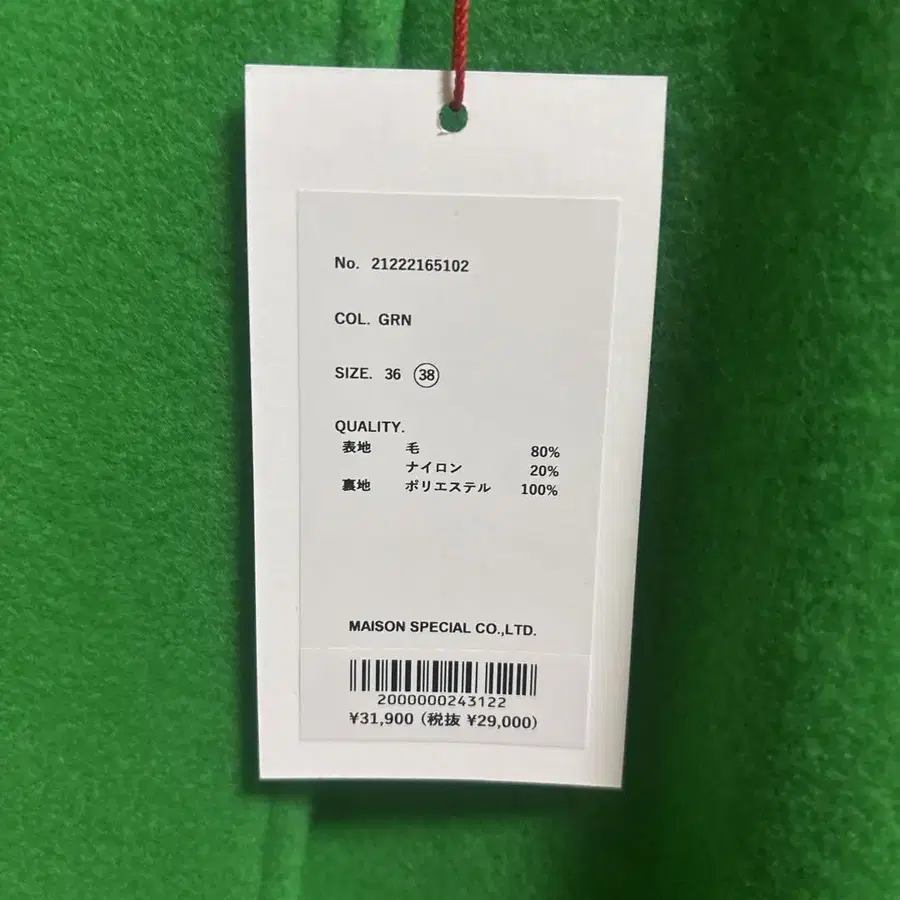 No. 21222165102
COL. GRN
SIZE. 36 38
QUALITY.
表地 毛 80%
ナイロン 20%
裏地 ポリエステル 100%
MAISON SPECIAL CO.,LTD.
2000000243122
¥31,900 (税抜 ¥29,000)